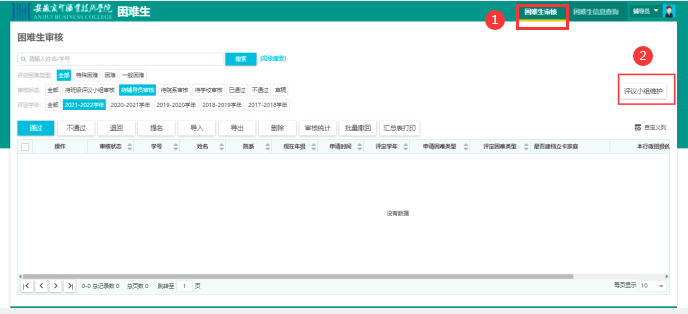 安徽商贸职业技术学院 困难生
ANHUI BUSINESS COLLEGE
1
困难生审核 困难生信息查询 辅导员
困难生审核
2
请输入姓名/学号 搜索 [高级搜索]
评定困难类型: 全部 特殊困难 困难 一般困难
审核状态: 全部 待班级评议小组审核 待辅导员审核 待院系审核 待学校审核 已通过 不通过 草稿
评议小组维护
评定学年: 全部 2021-2022学年 2020-2021学年 2019-2020学年 2018-2019学年 2017-2018学年
通过 不通过 退回 提名 导入 导出 删除 审核统计 批量撤回 汇总表打印 自定义列
操作 审核状态 学号 姓名 院系 现在年级 申请时间 评定学年 申请困难类型 评定困难类型 是否建档立卡家庭
没有数据
0-0 总记录数 0 总页数 0 跳转至 1 页 每页显示 10